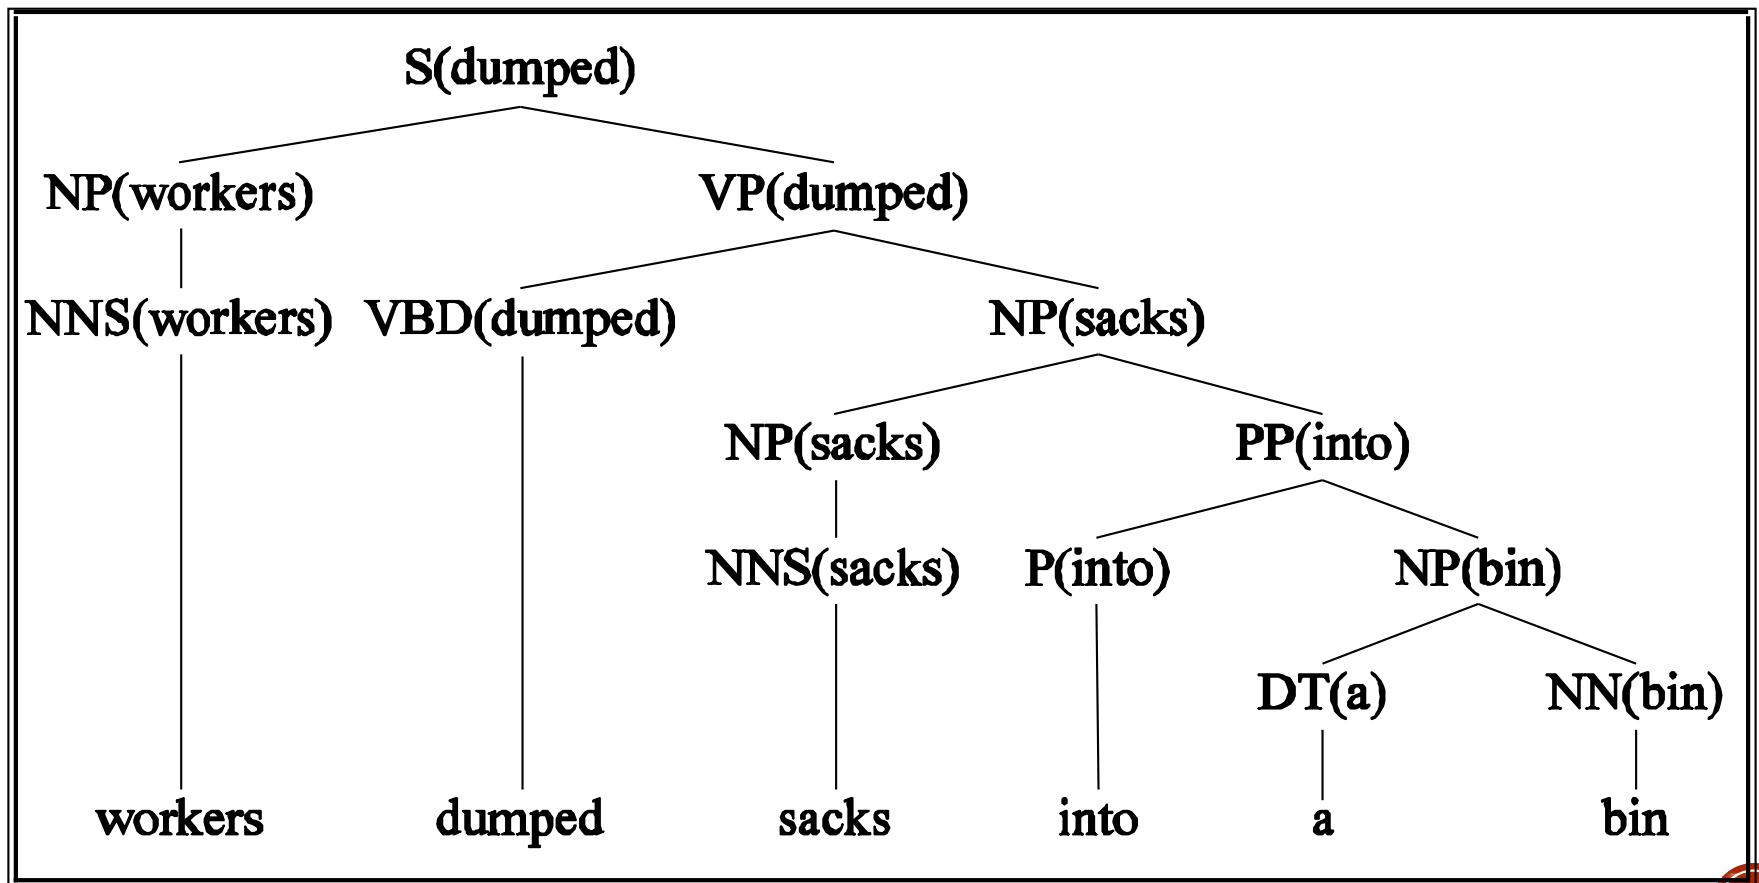 S(dumped)
NP(workers) VP(dumped)
NNS(workers) VBD(dumped) NP(sacks)
NP(sacks) PP(into)
NNS(sacks) P(into) NP(bin)
DT(a) NN(bin)
workers dumped sacks into a bin